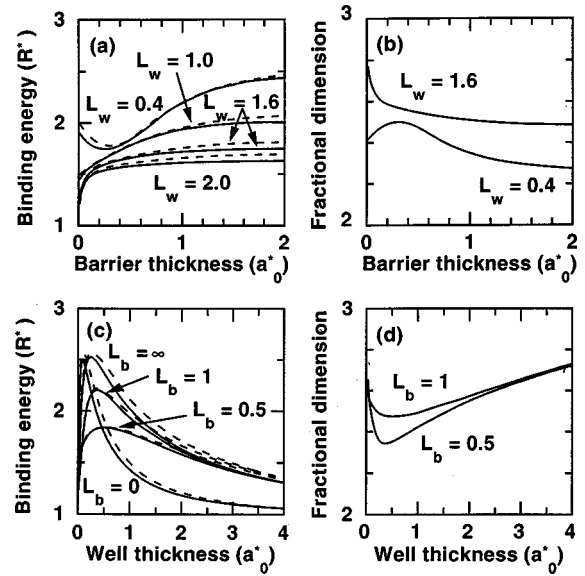 3
(a)
L_w = 1.0
L_w = 0.4
L_w = 1.6
L_w = 2.0
2
1
Binding energy (R*)
0
1
2
Barrier thickness (a*_0)
3
(b)
L_w = 1.6
L_w = 0.4
2
Fractional dimension
0
1
2
Barrier thickness (a*_0)
3
(c)
L_b = ∞
L_b = 1
L_b = 0.5
L_b = 0
2
1
Binding energy (R*)
0
1
2
3
4
Well thickness (a*_0)
3
(d)
L_b = 1
L_b = 0.5
2
Fractional dimension
0
1
2
3
4
Well thickness (a*_0)